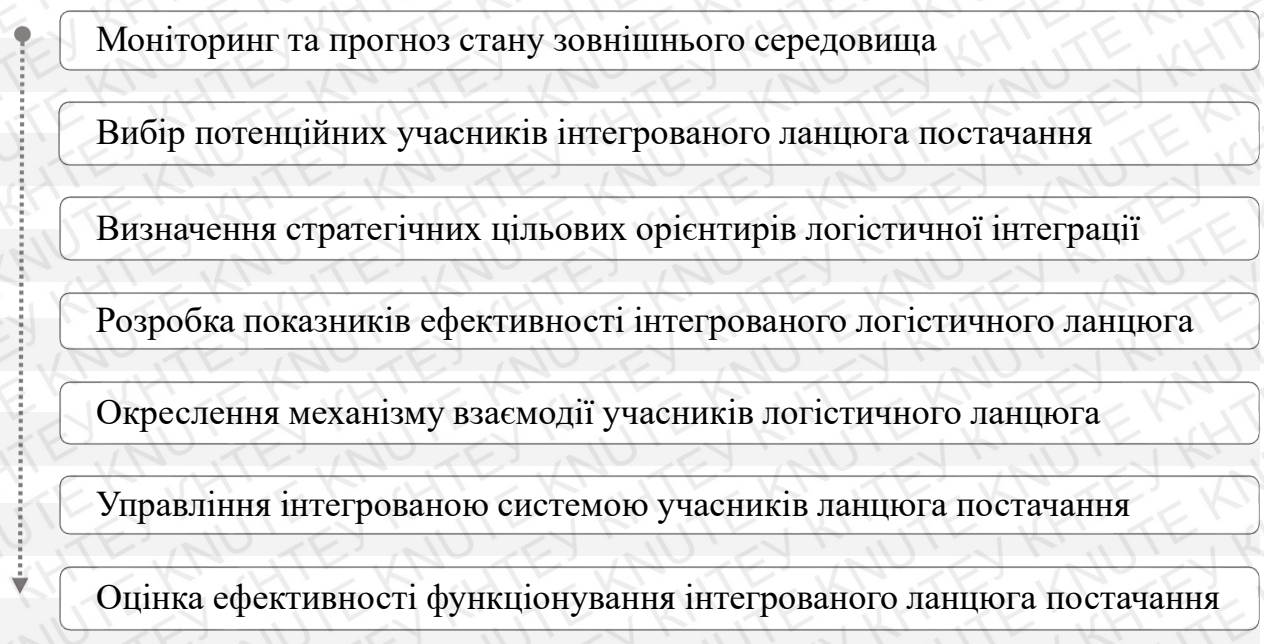 Моніторинг та прогноз стану зовнішнього середовища
Вибір потенційних учасників інтегрованого ланцюга постачання
Визначення стратегічних цільових орієнтирів логістичної інтеграції
Розробка показників ефективності інтегрованого логістичного ланцюга
Окреслення механізму взаємодії учасників логістичного ланцюга
Управління інтегрованою системою учасників ланцюга постачання
Оцінка ефективності функціонування інтегрованого ланцюга постачання